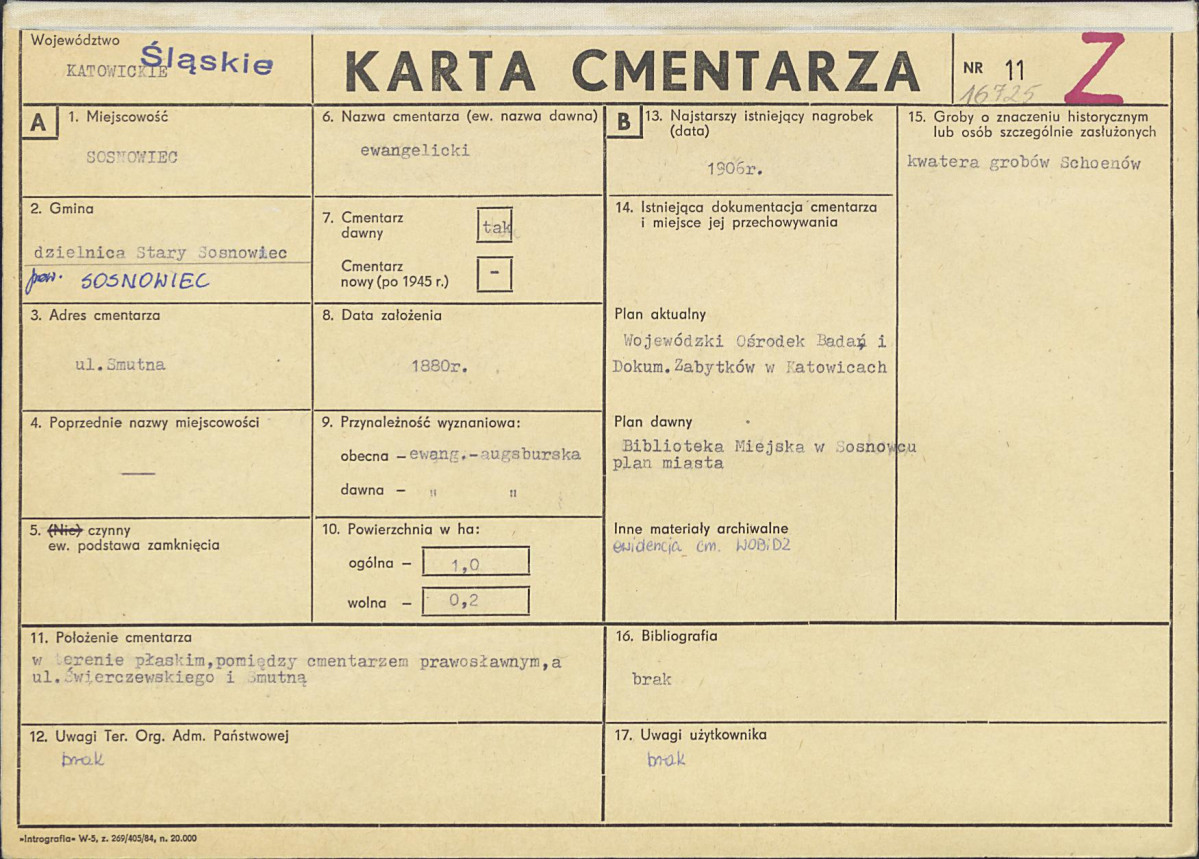 Województwo
KATOWICKIE Śląskie
KARTA CMENTARZA
NR 11
16725
Z
A
1. Miejscowość
SOSNOWIEC
2. Gmina
dzielnica Stary Sosnowiec
pow. SOSNOWIEC
3. Adres cmentarza
ul.Smutna
4. Poprzednie nazwy miejscowości
—
5. (Nie) czynny
ew. podstawa zamknięcia
6. Nazwa cmentarza (ew. nazwa dawna)
ewangelicki
7. Cmentarz
dawny tak
Cmentarz
nowy (po 1945 r.) -
8. Data założenia
1880r.
9. Przynależność wyznaniowa:
obecna – ewang.-augsburska
dawna – " "
10. Powierzchnia w ha:
ogólna – 1,0
wolna – 0,2
11. Położenie cmentarza
w terenie płaskim,pomiędzy cmentarzem prawosławnym,a
ul.Świerczewskiego i Smutną
12. Uwagi Ter. Org. Adm. Państwowej
brak
B
13. Najstarszy istniejący nagrobek
(data)
1906r.
14. Istniejąca dokumentacja cmentarza
i miejsce jej przechowywania
Plan aktualny
Wojewódzki Ośrodek Badań i
Dokum.Zabytków w Katowicach
Plan dawny
Biblioteka Miejska w Sosnowcu
plan miasta
Inne materiały archiwalne
ewidencja cm. WOBiDZ
15. Groby o znaczeniu historycznym
lub osób szczególnie zasłużonych
kwatera grobów Schoenów
16. Bibliografia
brak
17. Uwagi użytkownika
brak
»Intrografia« W-5, z. 269/405/84, n. 20.000